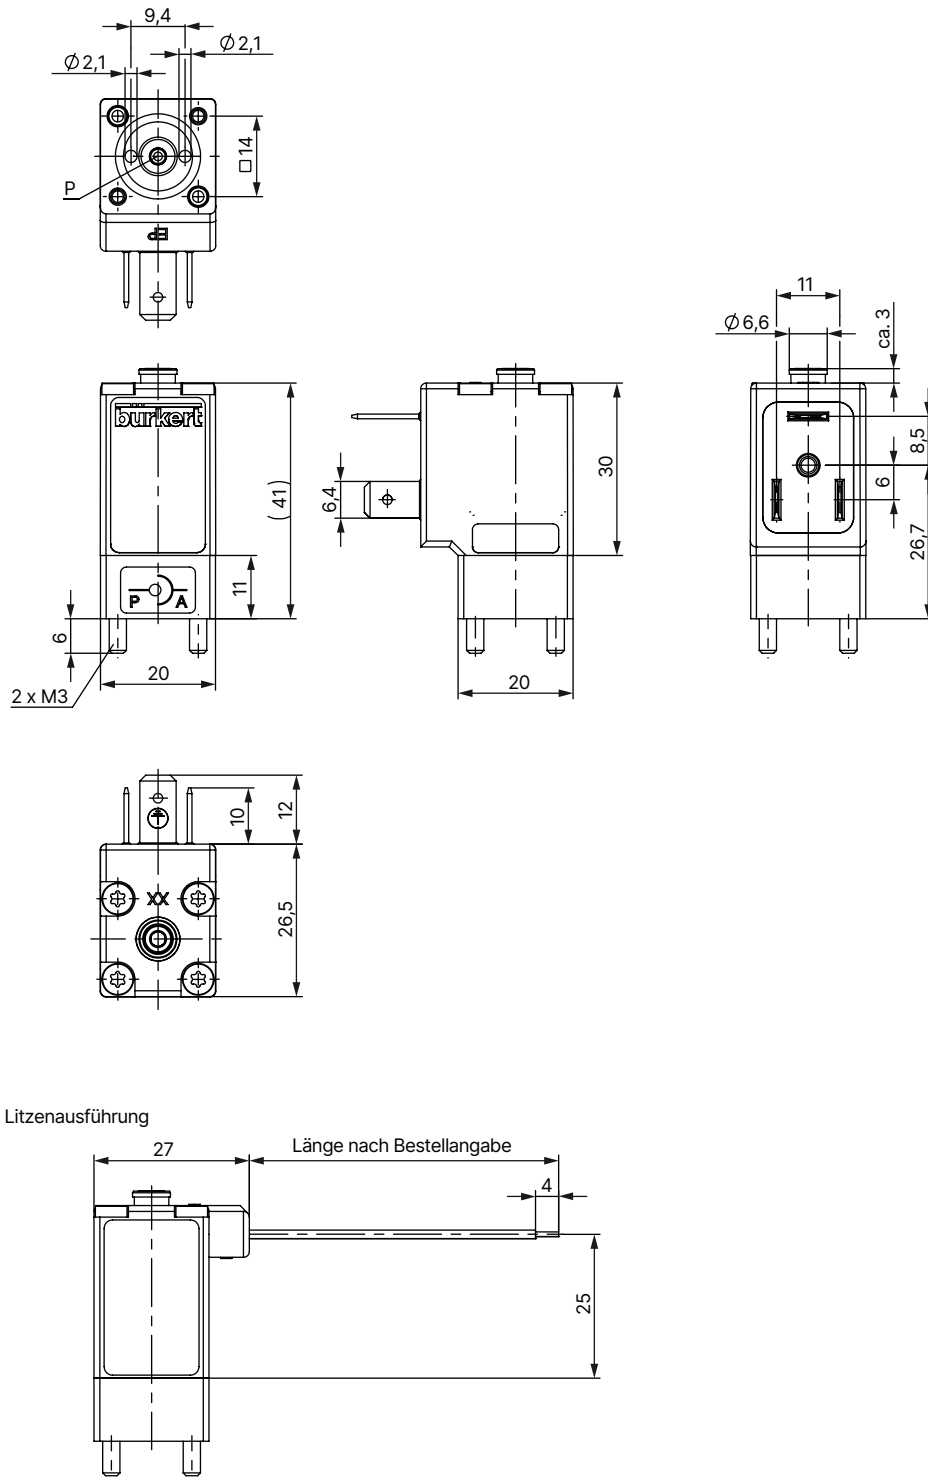 9,4
⌀2,1
⌀2,1
□14
P
11
⌀6,6
ca. 3
bürkert
(41)
30
6,4
8,5
6
26,7
11
P A
6
20
20
2 x M3
12
10
XX
26,5
Litzenausführung
27
Länge nach Bestellangabe
4
25